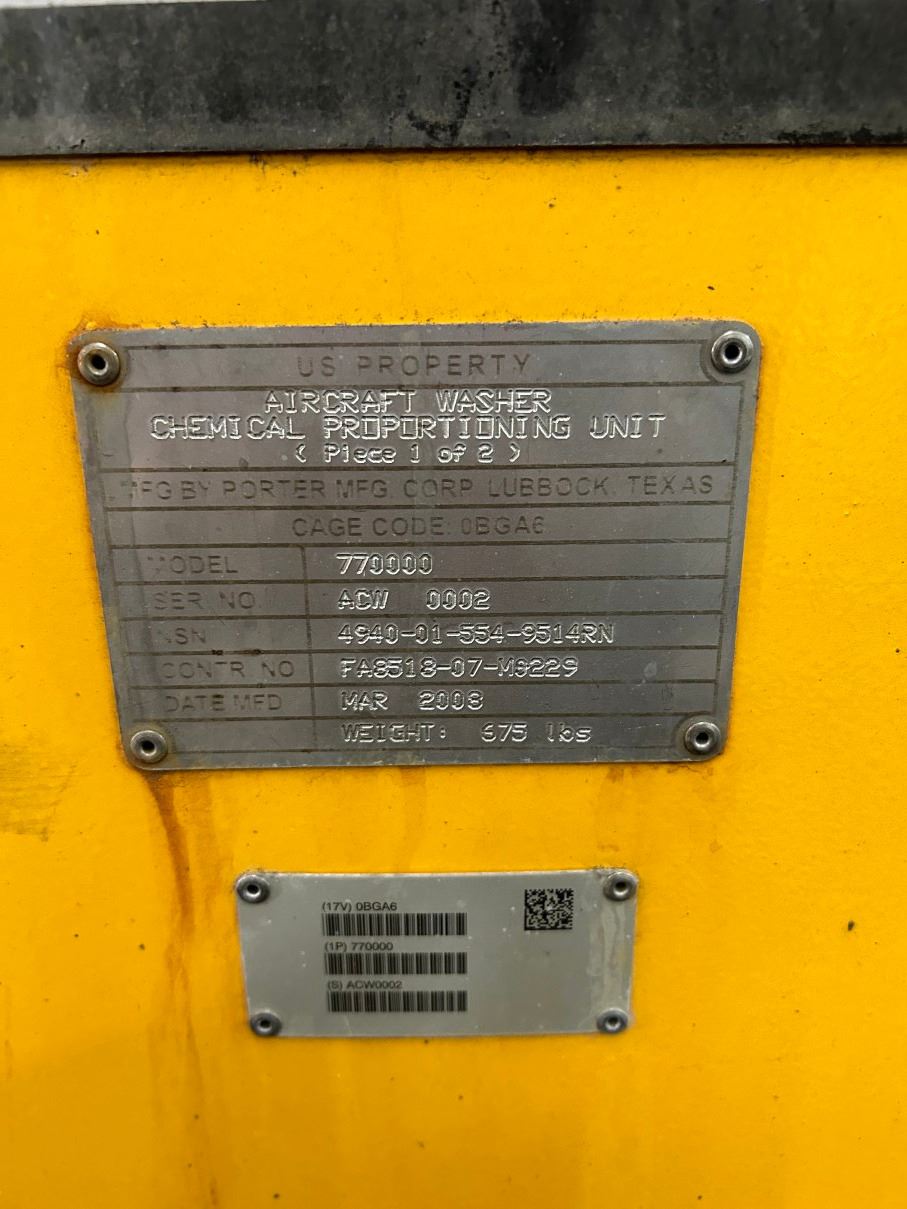 US PROPERTY
AIRCRAFT WASHER
CHEMICAL PROPORTIONING UNIT
( Piece 1 of 2 )
MFG BY PORTER MFG. CORP. LUBBOCK, TEXAS
CAGE CODE: 0BGA6
MODEL 770000
SER. NO. ACW 0002
NSN 4940-01-554-9514RN
CONTR. NO FA8518-07-M0229
DATE MFD MAR 2008
WEIGHT: 675 lbs
(17V) 0BGA6
(1P) 770000
(S) ACW0002